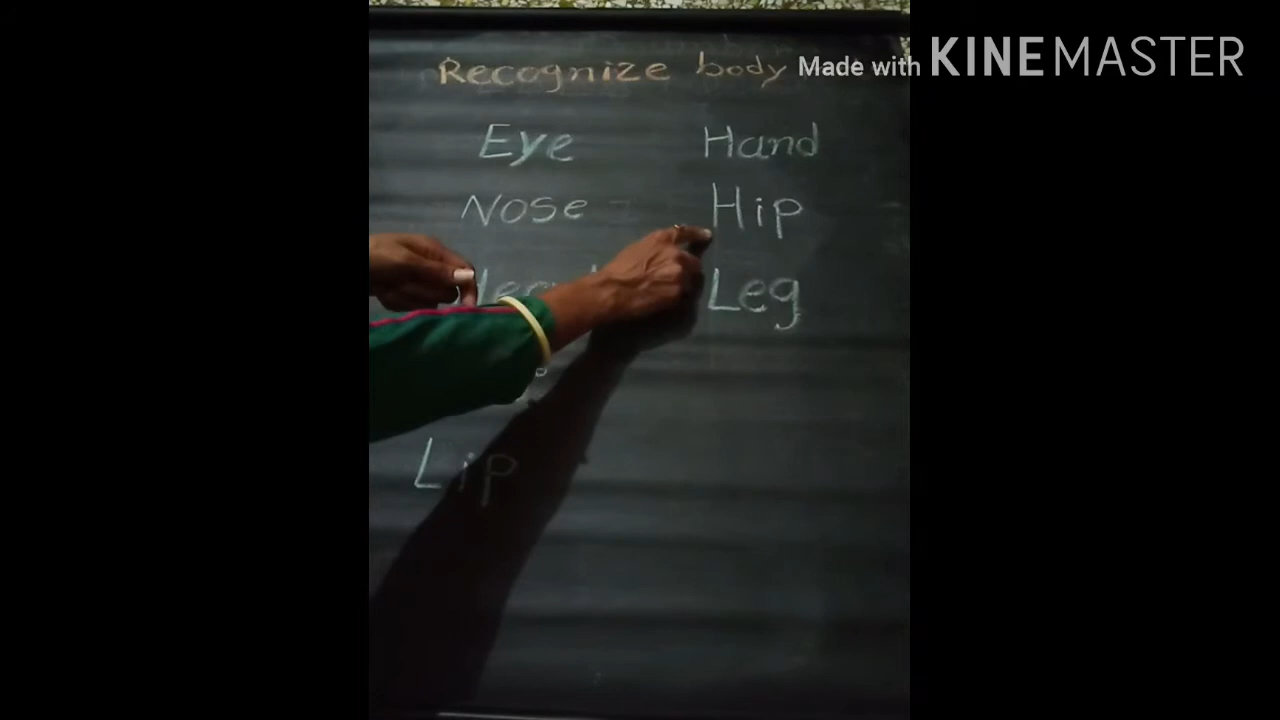 Recognize body
Made with KINEMASTER
Eye Hand
Nose Hip
Leg
Lip